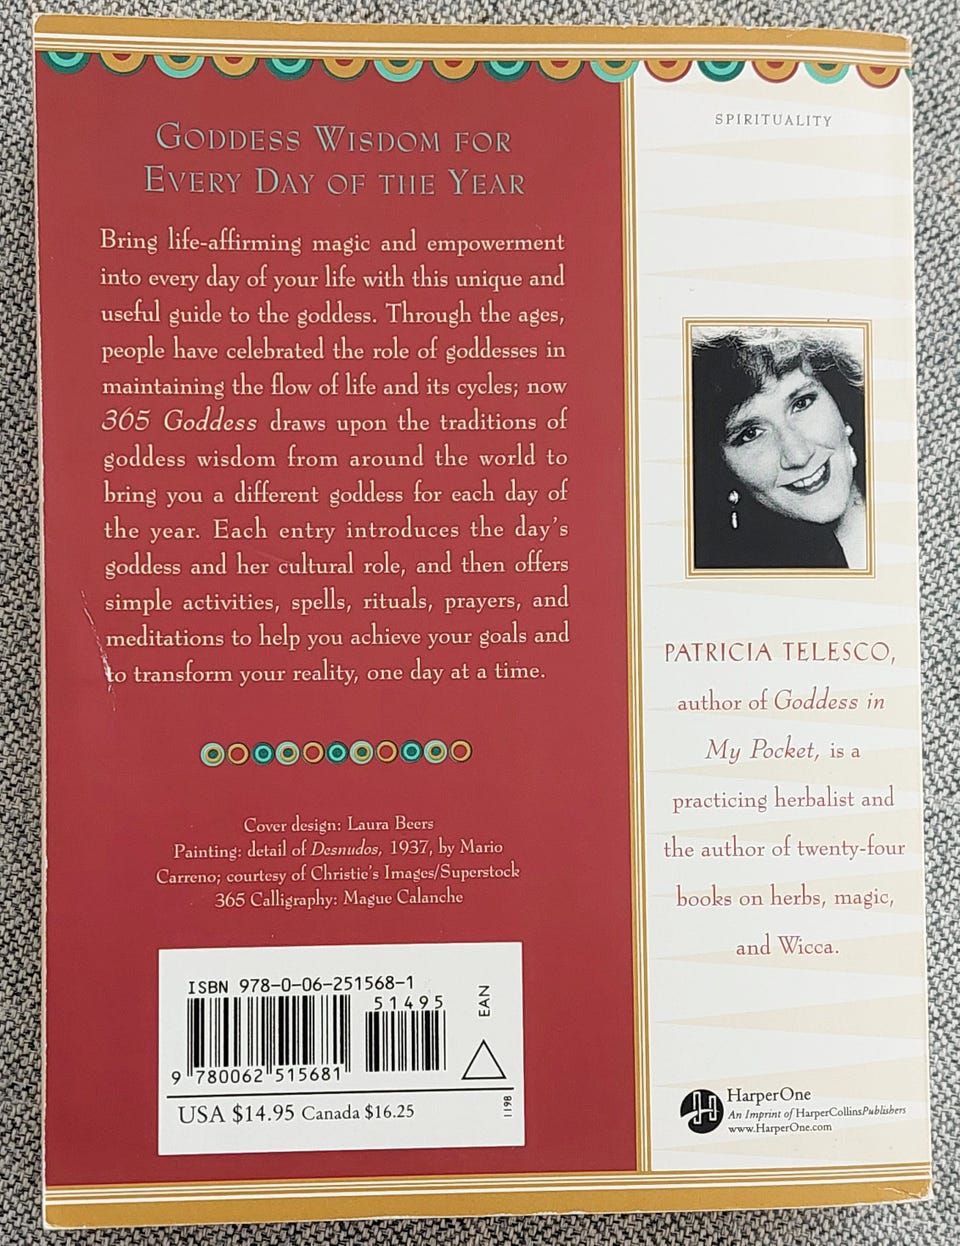 GODDESS WISDOM FOR
EVERY DAY OF THE YEAR
Bring life-affirming magic and empowerment
into every day of your life with this unique and
useful guide to the goddess. Through the ages,
people have celebrated the role of goddesses in
maintaining the flow of life and its cycles; now
365 Goddess draws upon the traditions of
goddess wisdom from around the world to
bring you a different goddess for each day of
the year. Each entry introduces the day's
goddess and her cultural role, and then offers
simple activities, spells, rituals, prayers, and
meditations to help you achieve your goals and
to transform your reality, one day at a time.
Cover design: Laura Beers
Painting: detail of Desnudos, 1937, by Mario
Carreno; courtesy of Christie's Images/Superstock
365 Calligraphy: Mague Calanche
ISBN 978-0-06-251568-1
51495
EAN
9 780062 515681
1198
USA $14.95 Canada $16.25
SPIRITUALITY
PATRICIA TELESCO,
author of Goddess in
My Pocket, is a
practicing herbalist and
the author of twenty-four
books on herbs, magic,
and Wicca.
HarperOne
An Imprint of HarperCollinsPublishers
www.HarperOne.com